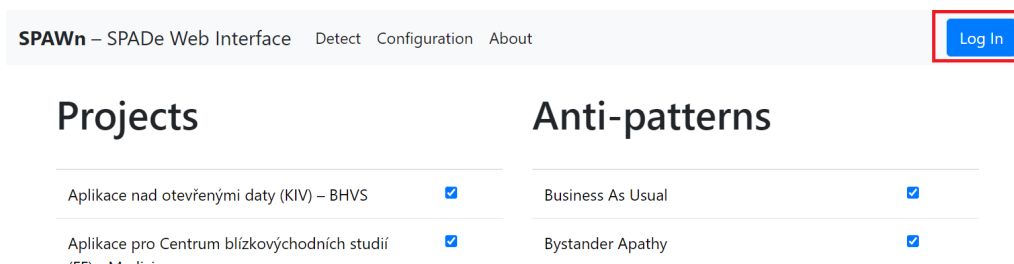 SPAWn – SPADe Web Interface Detect Configuration About Log In
Projects
Anti-patterns
Aplikace nad otevřenými daty (KIV) – BHVS
Business As Usual
Aplikace pro Centrum blízkovýchodních studií
Bystander Apathy